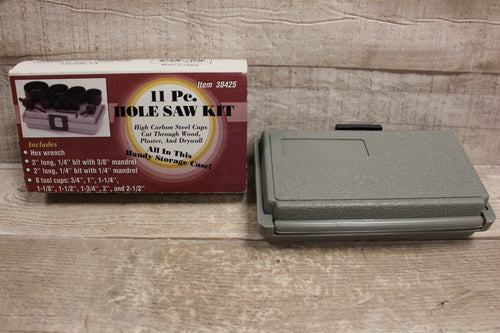 Item 38425
11 Pc.
HOLE SAW KIT
High Carbon Steel Cups
Cut Through Wood,
Plaster, And Drywall
All In This
Handy Storage Case!
Includes
• Hex wrench
• 2" long, 1/4" bit with 3/8" mandrel
• 2" long, 1/4" bit with 1/4" mandrel
• 8 tool cups: 3/4", 1", 1-1/4",
1-1/8", 1-1/2", 1-3/4", 2", and 2-1/2"